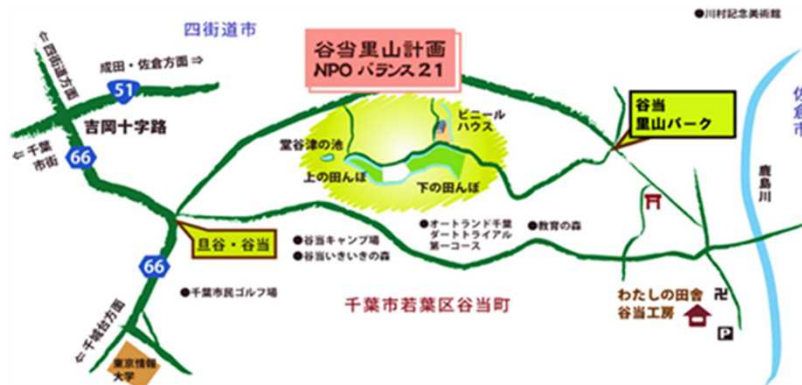 ●川村記念美術館
四街道市
⇐四街道方面
成田・佐倉方面⇒
51
吉岡十字路
⇐千葉
市街
66
谷当里山計画
NPO バランス21
ビニール
ハウス
堂谷津の池
上の田んぼ
下の田んぼ
谷当
里山パーク
佐倉市
鹿島川
旦谷・谷当
66
●谷当キャンプ場
●谷当いきいきの森
●オートランド千葉
ダートトライアル
第一コース
●教育の森
●千葉市民ゴルフ場
千葉市若葉区谷当町
わたしの田舎
谷当工房
卍
P
⇐千城台方面
東京情報
大学